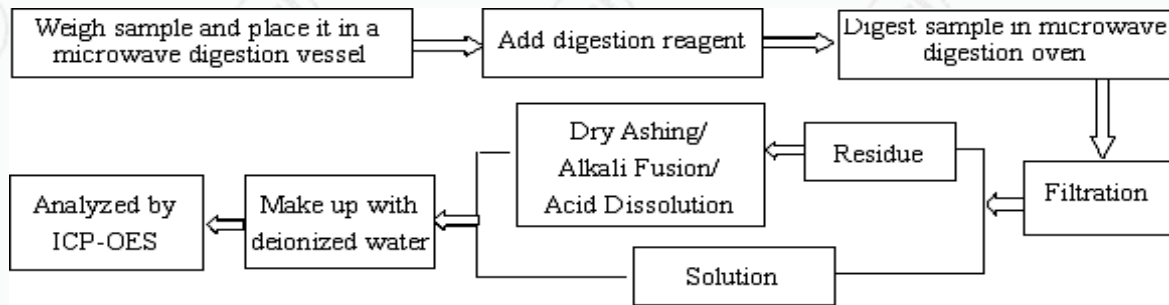 Weigh sample and place it in a
microwave digestion vessel
Add digestion reagent
Digest sample in microwave
digestion oven
Filtration
Residue
Dry Ashing/
Alkali Fusion/
Acid Dissolution
Solution
Make up with
deionized water
Analyzed by
ICP-OES